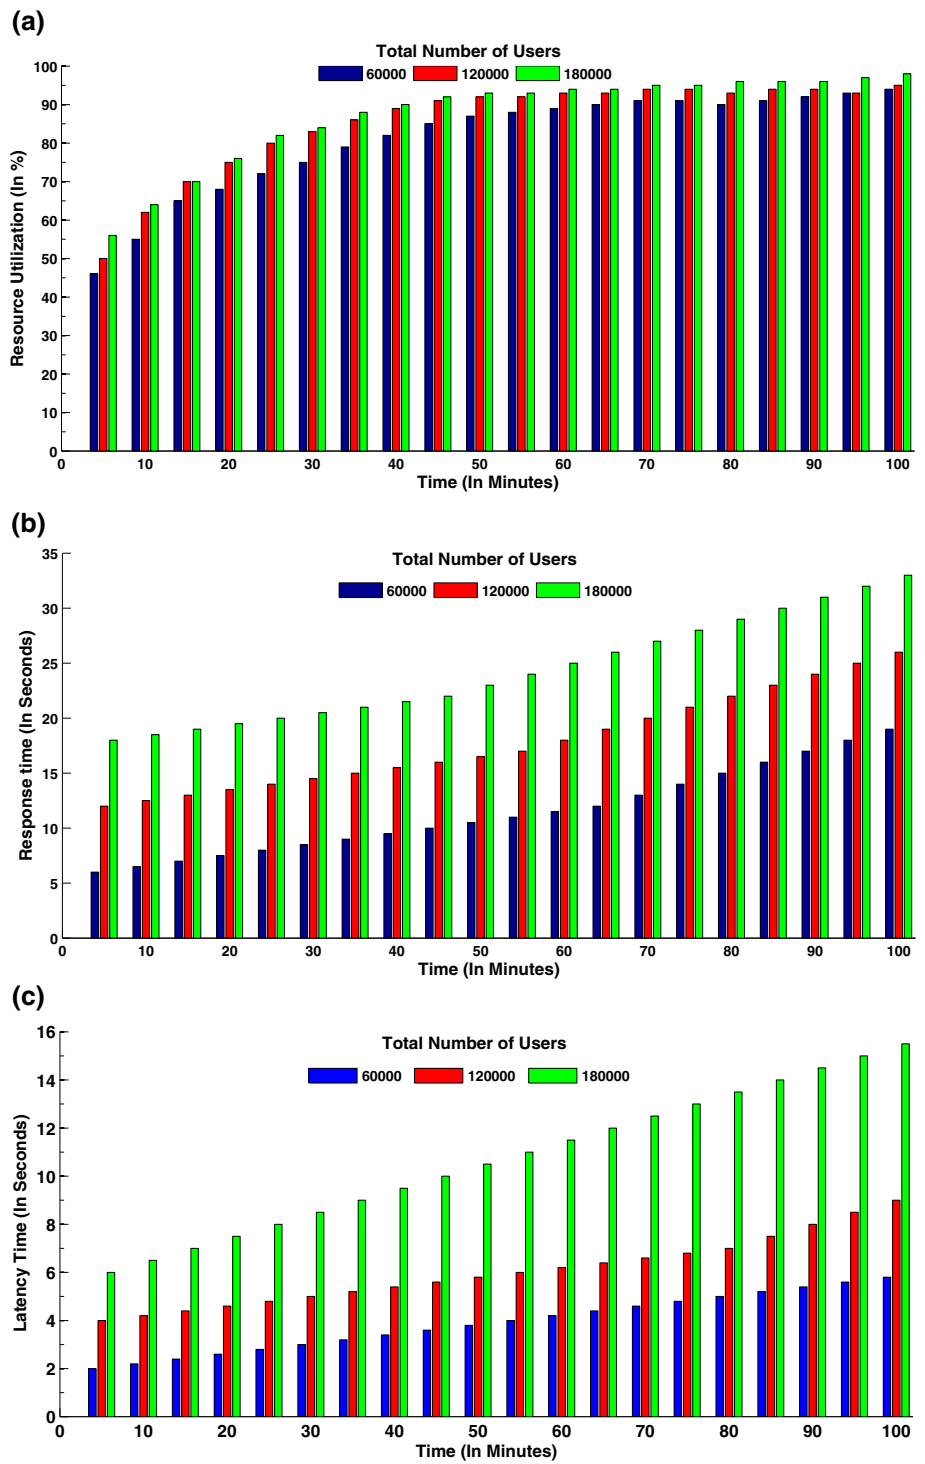 (a)
Total Number of Users
60000 120000 180000
100
90
80
70
60
50
40
30
20
10
0
Resource Utilization (In %)
0 10 20 30 40 50 60 70 80 90 100
Time (In Minutes)
(b)
Total Number of Users
60000 120000 180000
35
30
25
20
15
10
5
0
Response time (In Seconds)
0 10 20 30 40 50 60 70 80 90 100
Time (In Minutes)
(c)
Total Number of Users
60000 120000 180000
16
14
12
10
8
6
4
2
0
Latency Time (In Seconds)
0 10 20 30 40 50 60 70 80 90 100
Time (In Minutes)